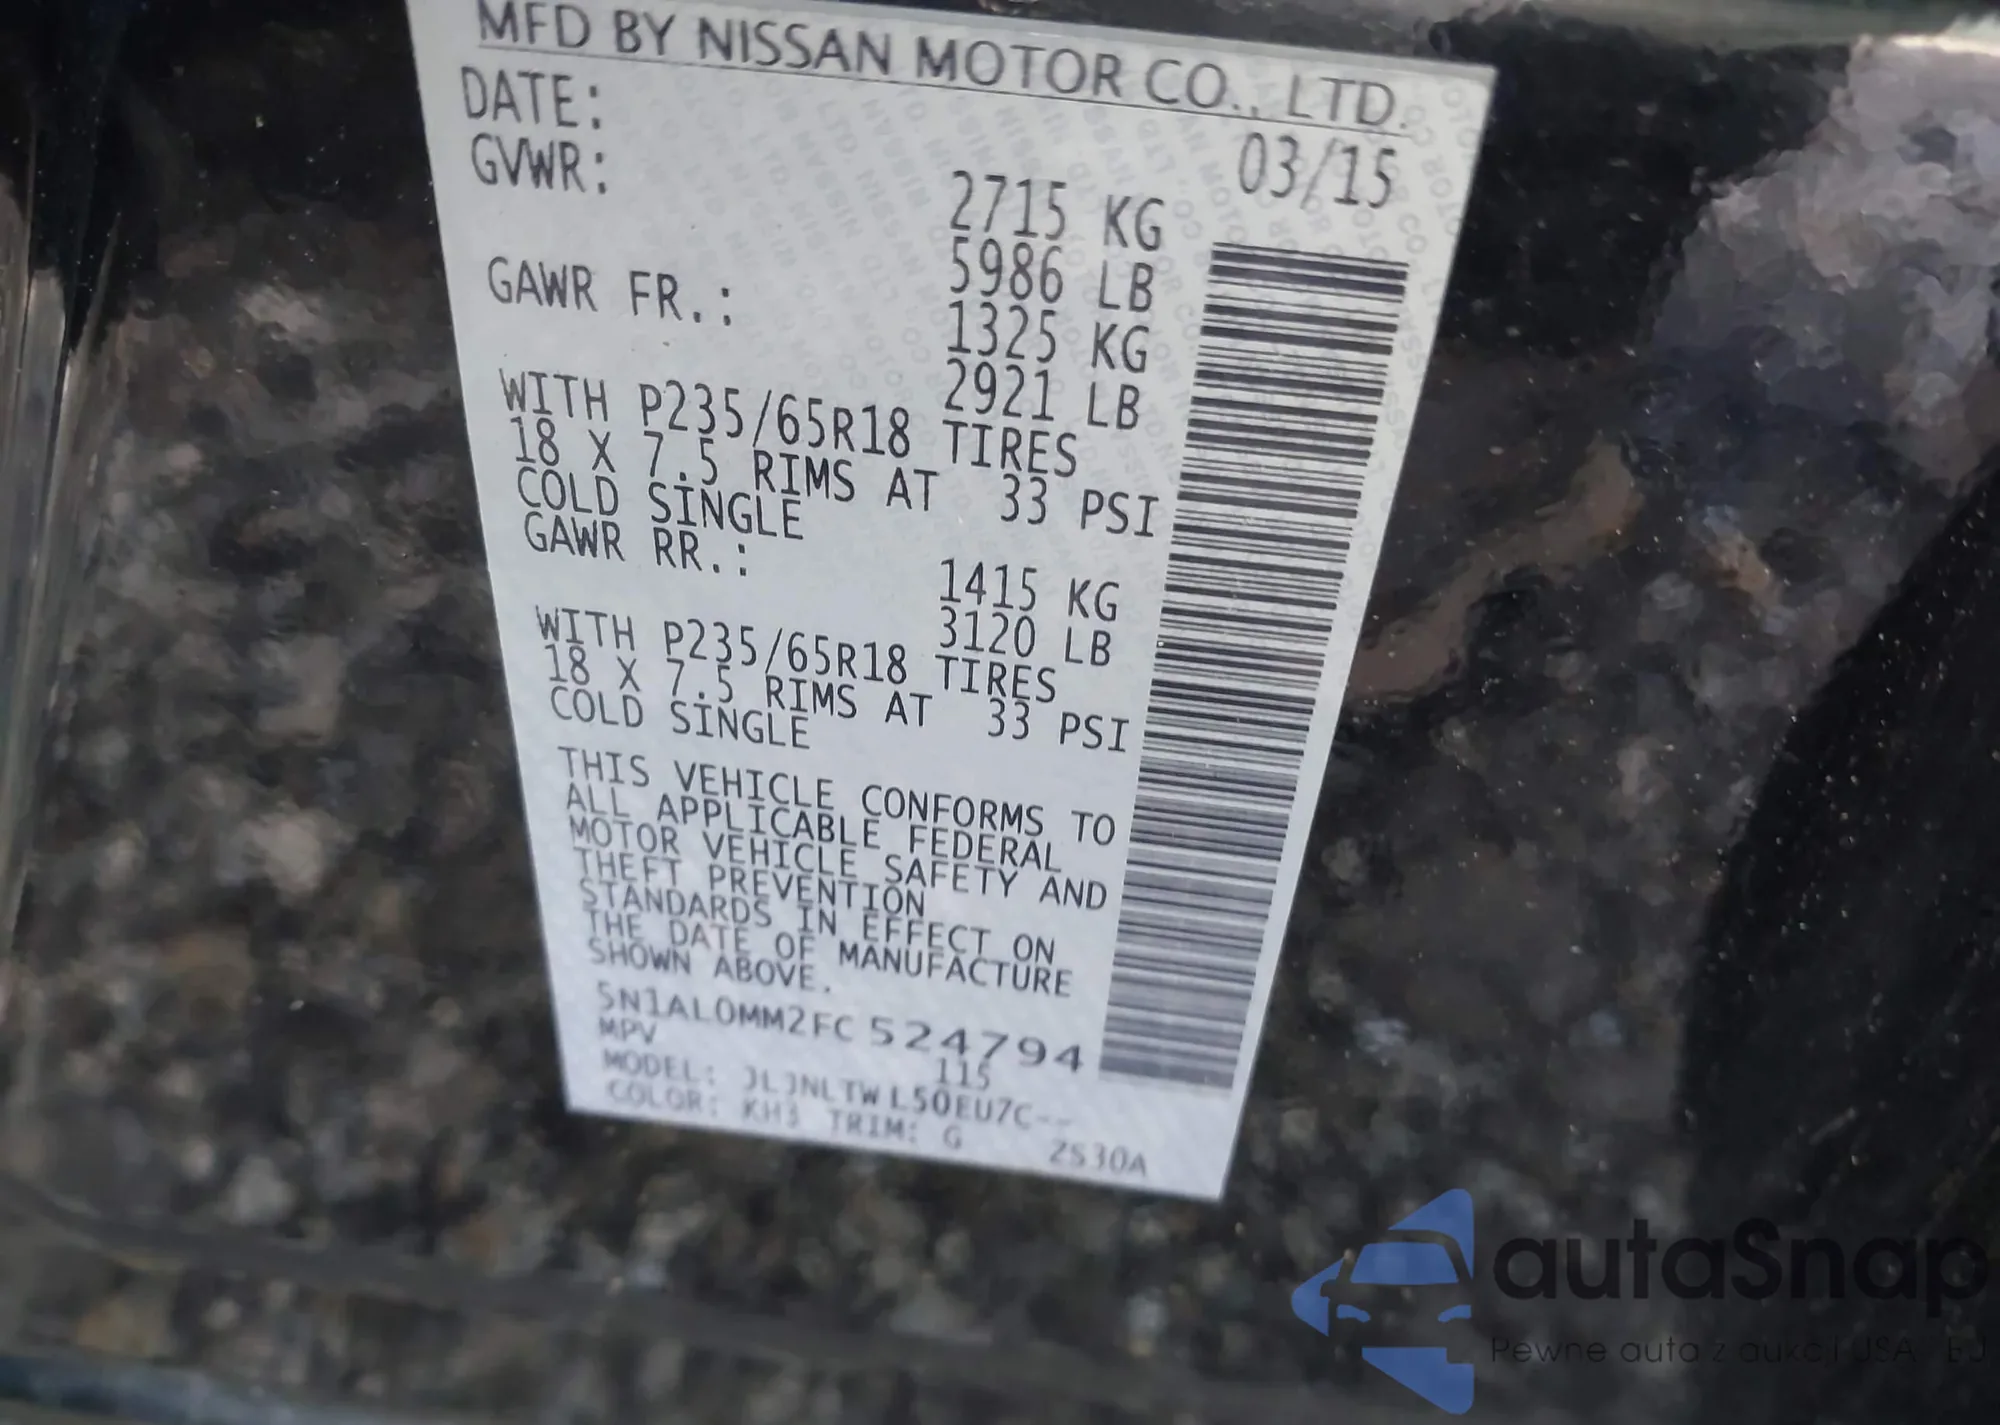 MFD BY NISSAN MOTOR CO., LTD.
DATE: 03/15
GVWR: 2715 KG
5986 LB
GAWR FR.: 1325 KG
2921 LB
WITH P235/65R18 TIRES
18 X 7.5 RIMS AT 33 PSI
COLD SINGLE
GAWR RR.: 1415 KG
3120 LB
WITH P235/65R18 TIRES
18 X 7.5 RIMS AT 33 PSI
COLD SINGLE
THIS VEHICLE CONFORMS TO
ALL APPLICABLE FEDERAL
MOTOR VEHICLE SAFETY AND
THEFT PREVENTION
STANDARDS IN EFFECT ON
THE DATE OF MANUFACTURE
SHOWN ABOVE.
5N1AL0MM2FC524794
MPV 115
MODEL: JLJNLTWL50EU7C--
COLOR: KH3 TRIM: G ZS30A
autaSnap
Pewne auta z aukcji USA